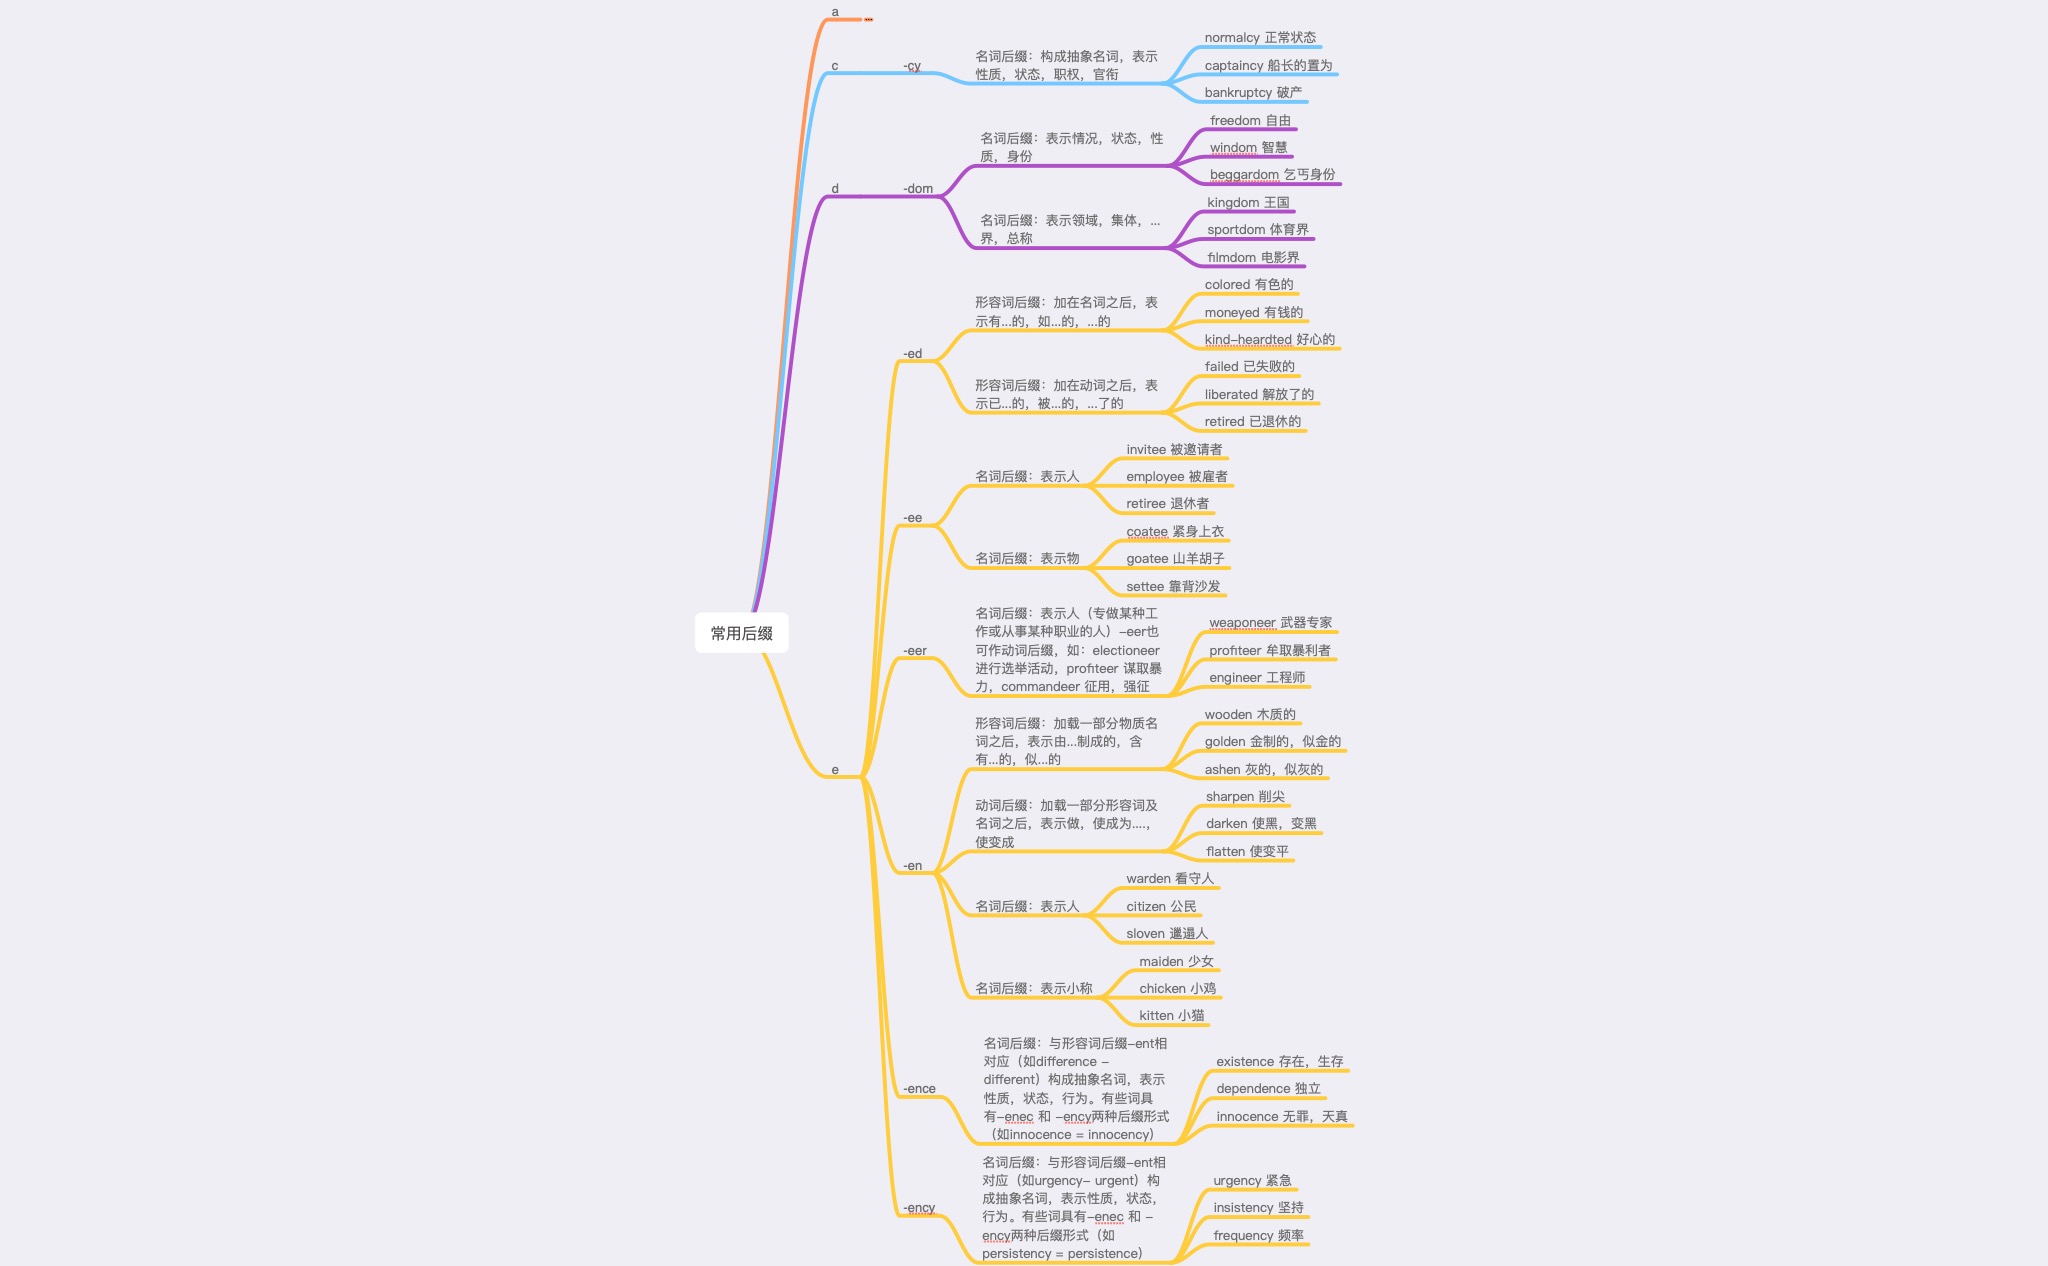 常用后缀
a
c
-cy
名词后缀：构成抽象名词，表示
性质，状态，职权，官衔
normalcy 正常状态
captaincy 船长的置为
bankruptcy 破产
d
-dom
名词后缀：表示情况，状态，性
质，身份
freedom 自由
windom 智慧
beggardom 乞丐身份
名词后缀：表示领域，集体，...
界，总称
kingdom 王国
sportdom 体育界
filmdom 电影界
e
-ed
形容词后缀：加在名词之后，表
示有...的，如...的，...的
colored 有色的
moneyed 有钱的
kind-heardted 好心的
形容词后缀：加在动词之后，表
示已...的，被...的，...了的
failed 已失败的
liberated 解放了的
retired 已退休的
-ee
名词后缀：表示人
invitee 被邀请者
employee 被雇者
retiree 退休者
名词后缀：表示物
coatee 紧身上衣
goatee 山羊胡子
settee 靠背沙发
-eer
名词后缀：表示人（专做某种工
作或从事某种职业的人）-eer也
可作动词后缀，如：electioneer
进行选举活动，profiteer 谋取暴
力，commandeer 征用，强征
weaponeer 武器专家
profiteer 牟取暴利者
engineer 工程师
-en
形容词后缀：加载一部分物质名
词之后，表示由...制成的，含
有...的，似...的
wooden 木质的
golden 金制的，似金的
ashen 灰的，似灰的
动词后缀：加载一部分形容词及
名词之后，表示做，使成为....，
使变成
sharpen 削尖
darken 使黑，变黑
flatten 使变平
名词后缀：表示人
warden 看守人
citizen 公民
sloven 邋遢人
名词后缀：表示小称
maiden 少女
chicken 小鸡
kitten 小猫
-ence
名词后缀：与形容词后缀-ent相
对应（如difference -
different）构成抽象名词，表示
性质，状态，行为。有些词具
有-enec 和 -ency两种后缀形式
（如innocence = innocency）
existence 存在，生存
dependence 独立
innocence 无罪，天真
-ency
名词后缀：与形容词后缀-ent相
对应（如urgency- urgent）构
成抽象名词，表示性质，状态，
行为。有些词具有-enec 和 -
ency两种后缀形式（如
persistency = persistence）
urgency 紧急
insistency 坚持
frequency 频率